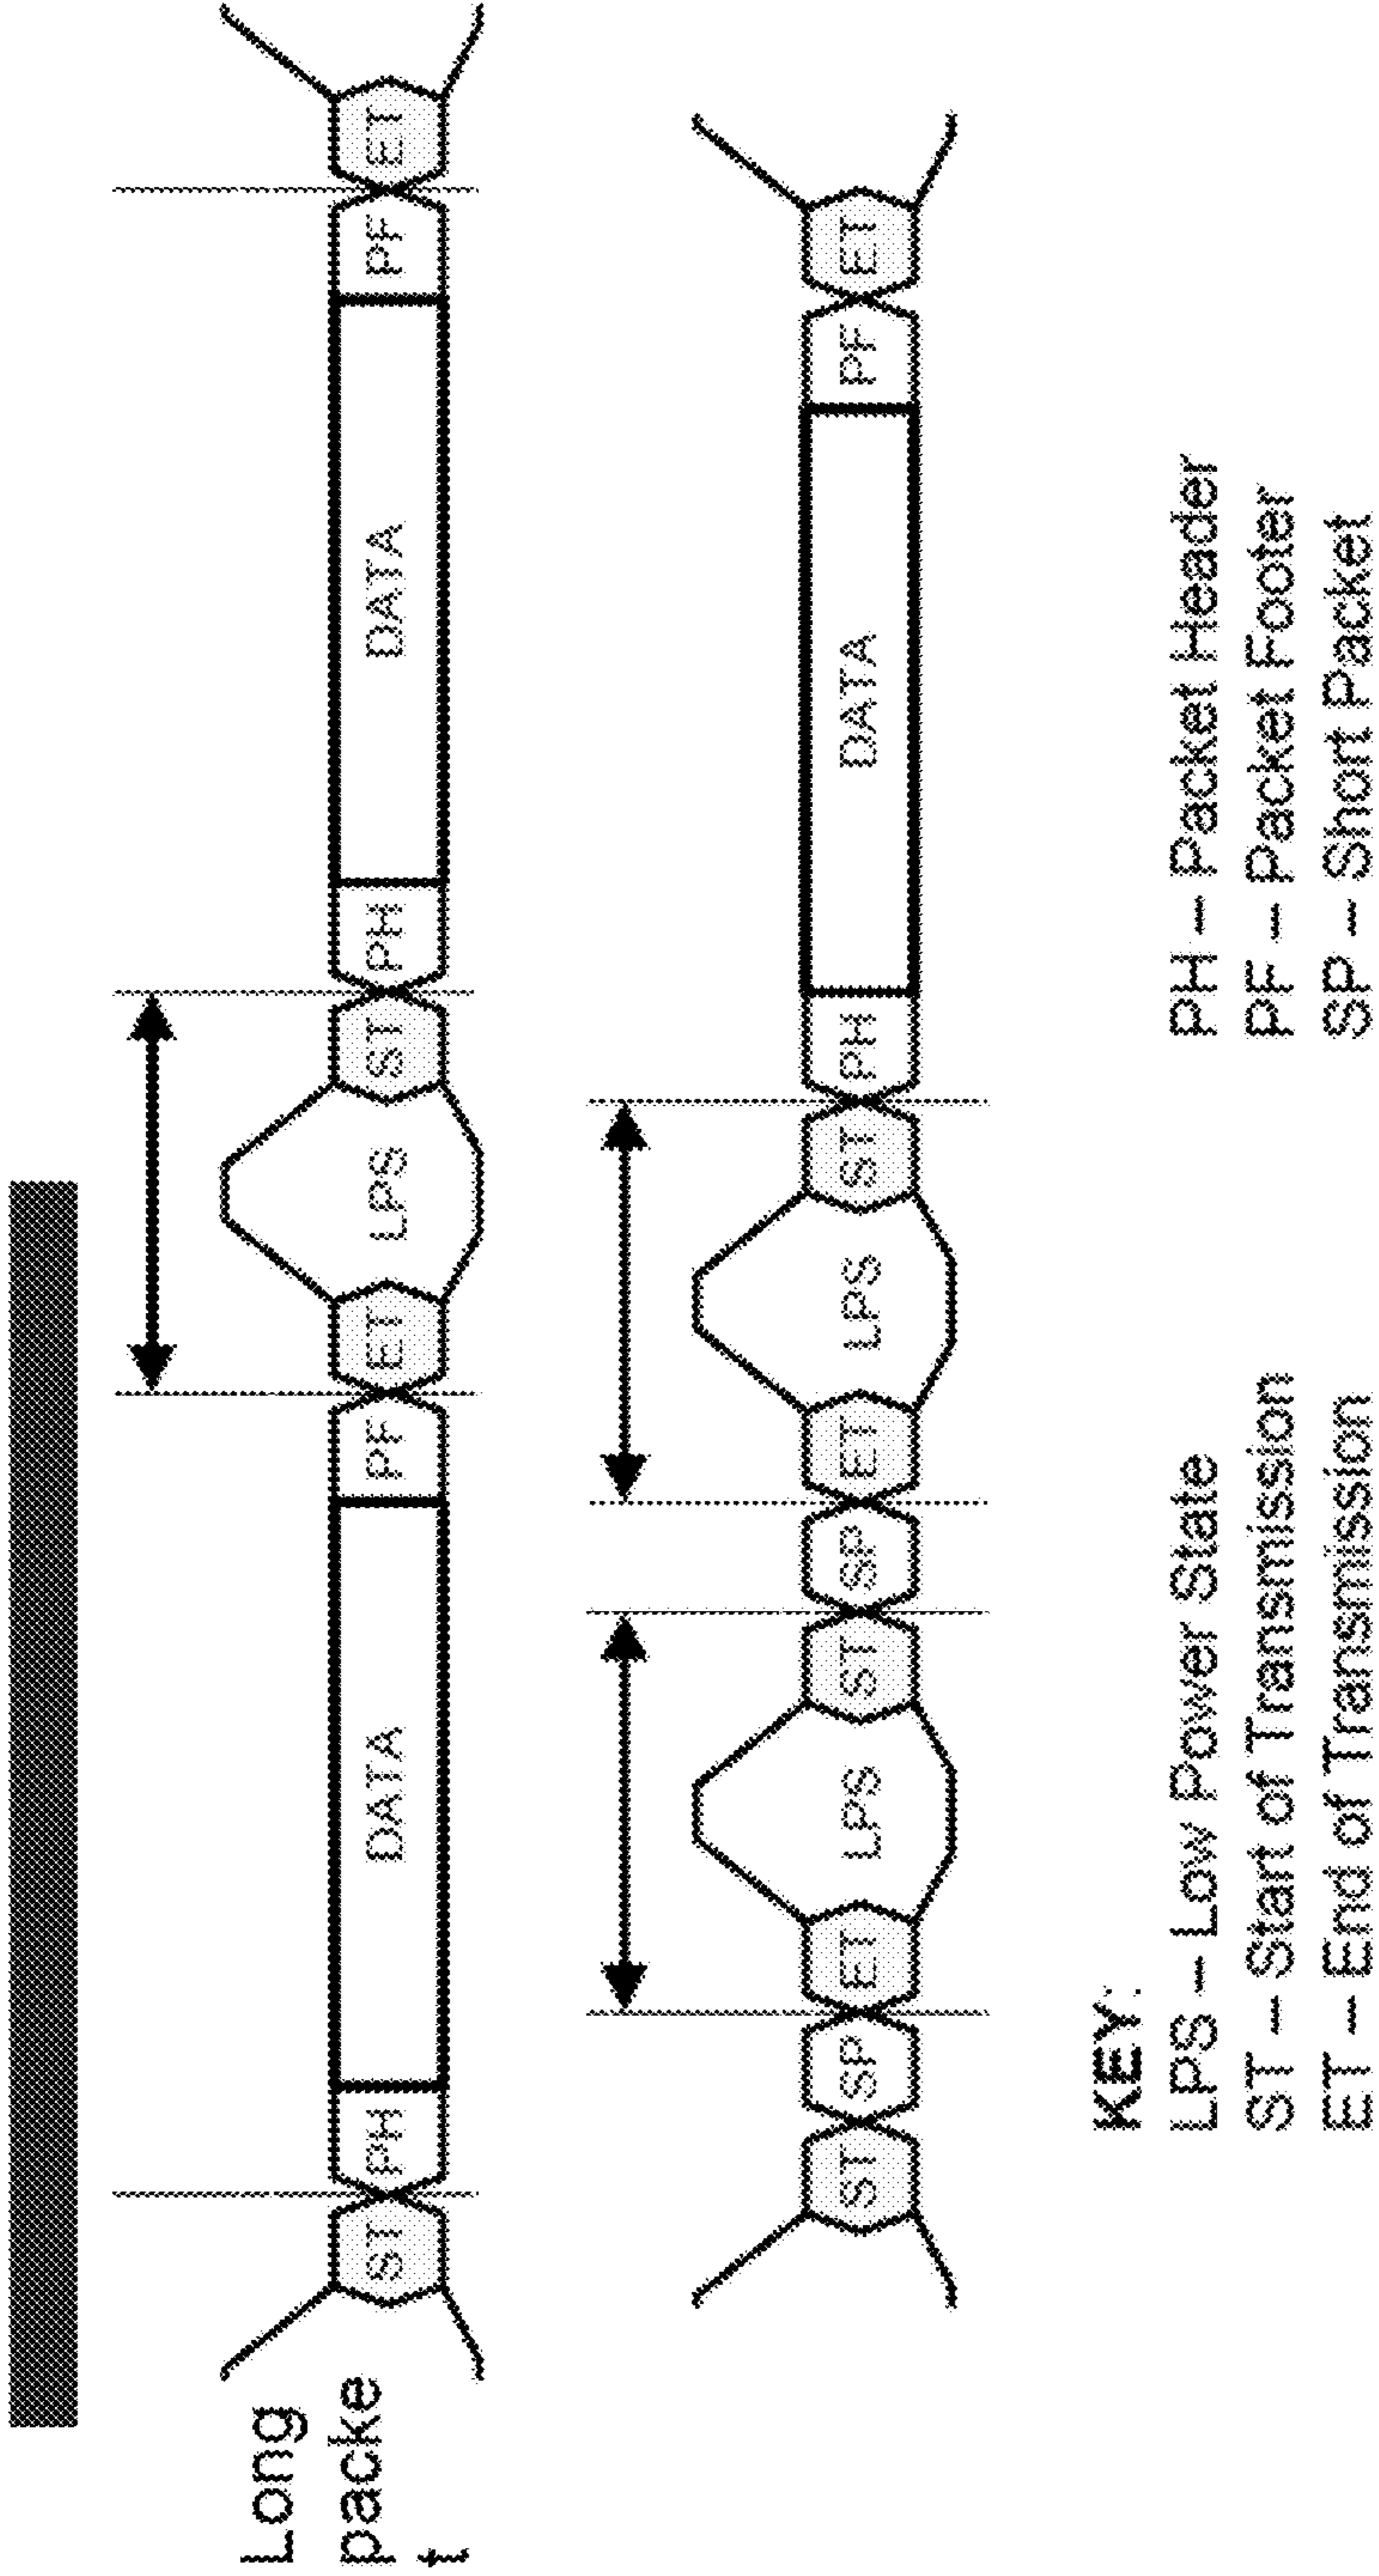 Long
packe
t
ST PH DATA PF ET LPS ST PH DATA PF ET
ST SP ET LPS ST SP ET LPS ST PH DATA PF ET
KEY:
LPS – Low Power State PH – Packet Header
ST – Start of Transmission PF – Packet Footer
ET – End of Transmission SP – Short Packet